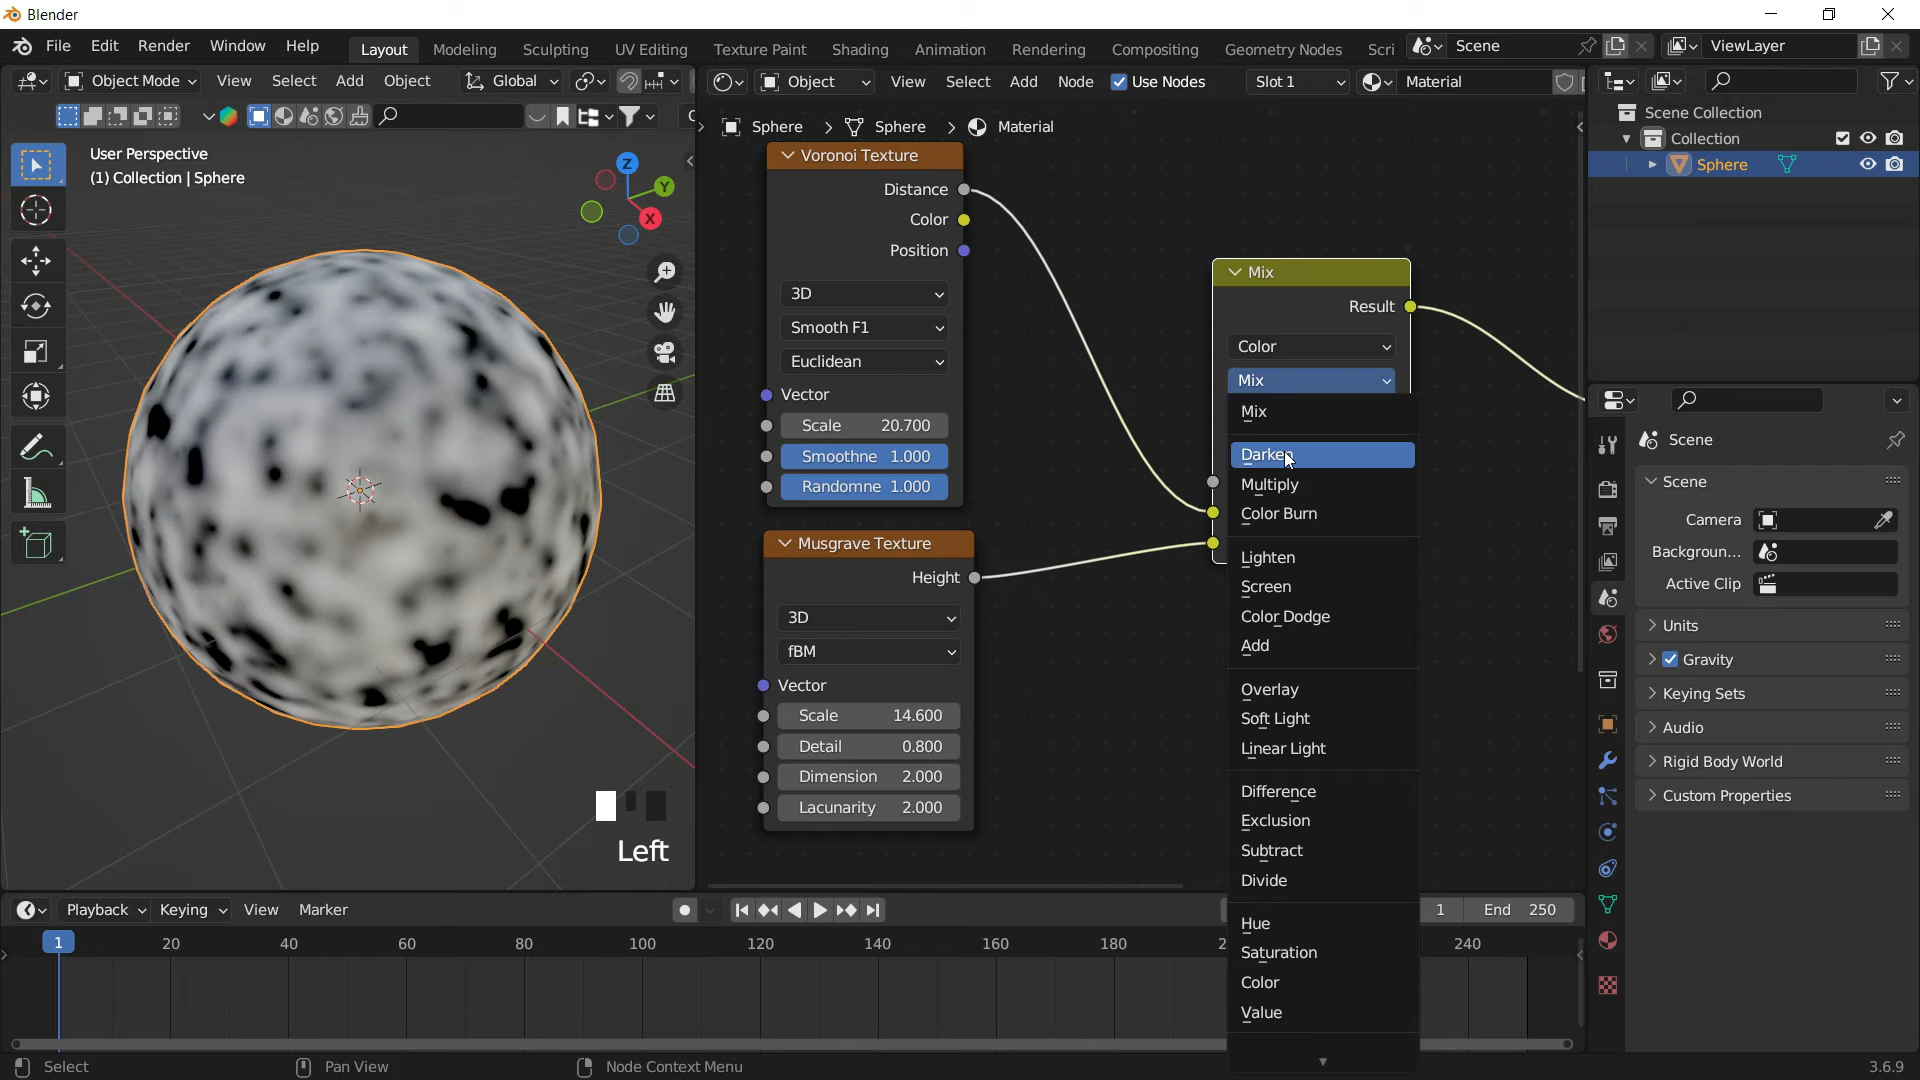 Blender
File Edit Render Window Help
Layout Modeling Sculpting UV Editing Texture Paint Shading Animation Rendering Compositing Geometry Nodes Scri
Scene
ViewLayer
Object Mode View Select Add Object Global
Object View Select Add Node Use Nodes Slot 1 Material
User Perspective
(1) Collection | Sphere
Z
Y
X
Left
Sphere Sphere Material
Voronoi Texture
Distance
Color
Position
3D
Smooth F1
Euclidean
Vector
Scale 20.700
Smoothne 1.000
Randomne 1.000
Musgrave Texture
Height
3D
fBM
Vector
Scale 14.600
Detail 0.800
Dimension 2.000
Lacunarity 2.000
Mix
Result
Color
Mix
Mix
Darken
Multiply
Color Burn
Lighten
Screen
Color Dodge
Add
Overlay
Soft Light
Linear Light
Difference
Exclusion
Subtract
Divide
Hue
Saturation
Color
Value
Scene Collection
Collection
Sphere
Scene
Scene
Camera
Backgroun...
Active Clip
Units
Gravity
Keying Sets
Audio
Rigid Body World
Custom Properties
Playback Keying View Marker
1 End 250
1 20 40 60 80 100 120 140 160 180 2 240
Select Pan View Node Context Menu 3.6.9